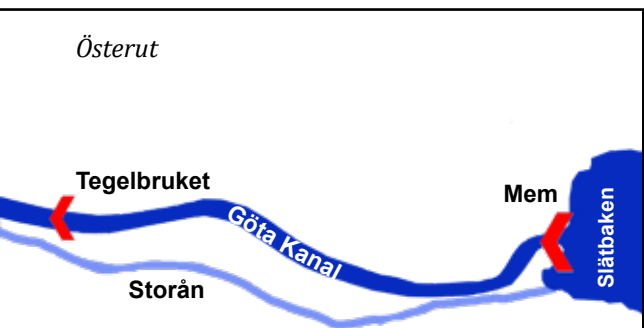 Österut
Tegelbruket
Mem
Göta Kanal
Slätbaken
Storån